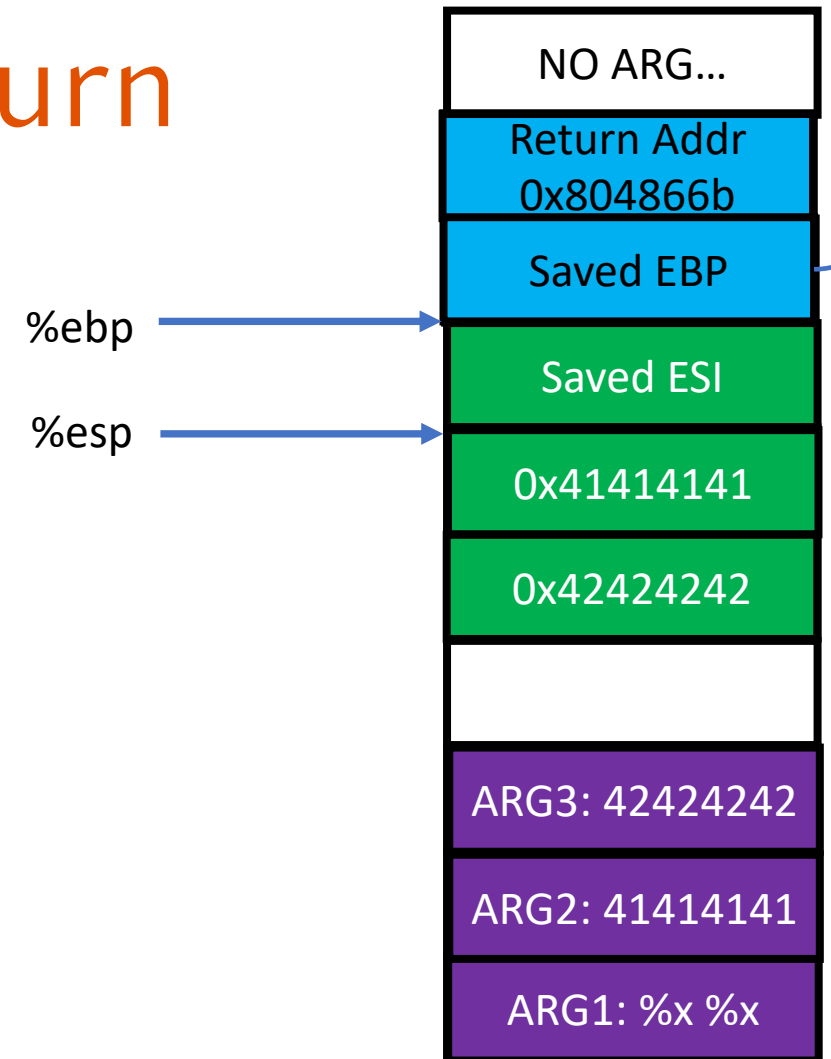 urn
NO ARG…
Return Addr
0x804866b
Saved EBP
%ebp
Saved ESI
%esp
0x41414141
0x42424242
ARG3: 42424242
ARG2: 41414141
ARG1: %x %x